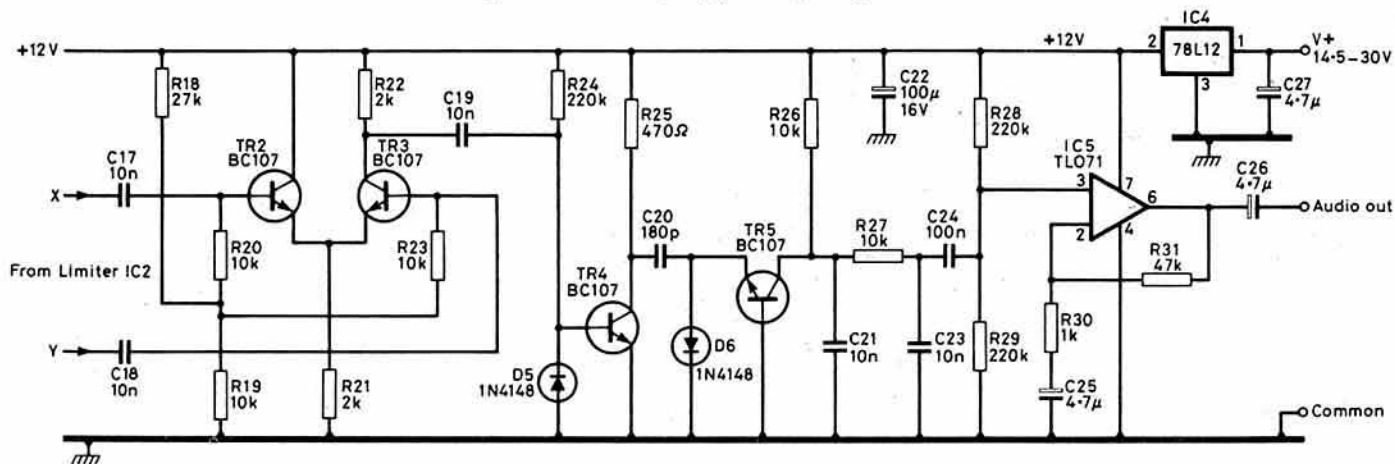 IC4
+12V
+12V
2
78L12
1
V+
14·5–30V
3
C27
4·7μ
R18
27k
R22
2k
C19
10n
R24
220k
R25
470Ω
R26
10k
C22
100μ
16V
R28
220k
TR2
BC107
TR3
BC107
C17
10n
X
IC5
TL071
3
7
6
2
4
C26
4·7μ
Audio out
R20
10k
R23
10k
C20
180p
TR5
BC107
R27
10k
C24
100n
R31
47k
From Limiter IC2
TR4
BC107
D6
1N4148
C21
10n
C23
10n
R29
220k
R30
1k
Y
C18
10n
R19
10k
R21
2k
D5
1N4148
C25
4·7μ
Common